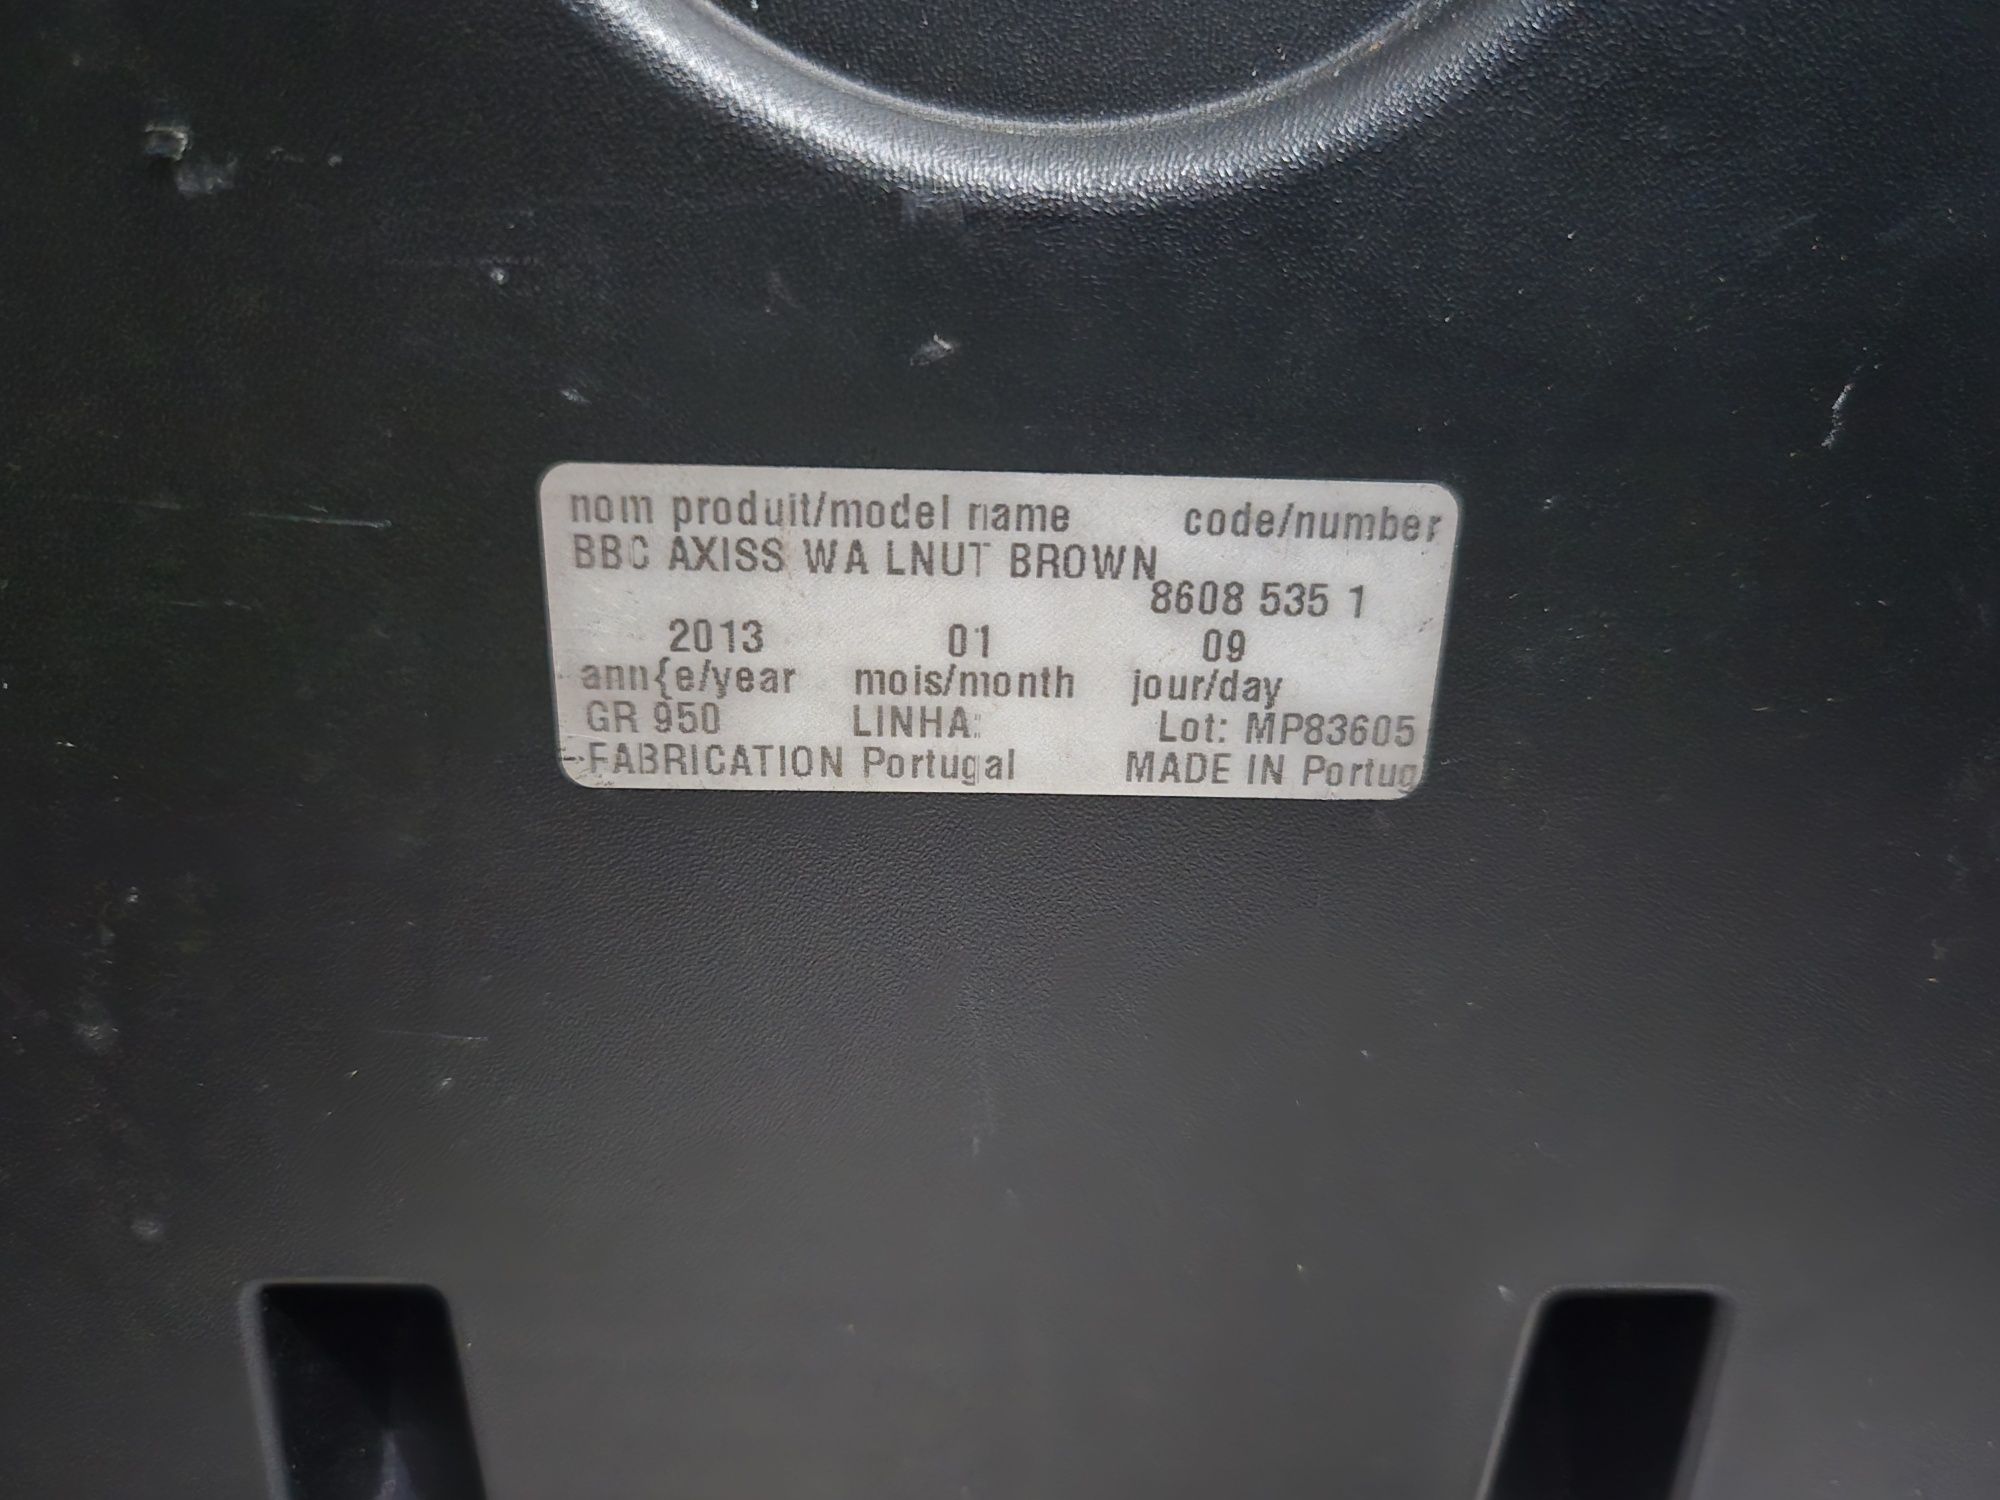 nom produit/model name code/number
BBC AXISS WA LNUT BROWN
8608 535 1
2013 01 09
ann{e/year mois/month jour/day
GR 950 LINHA: Lot: MP83605
FABRICATION Portugal MADE IN Portug